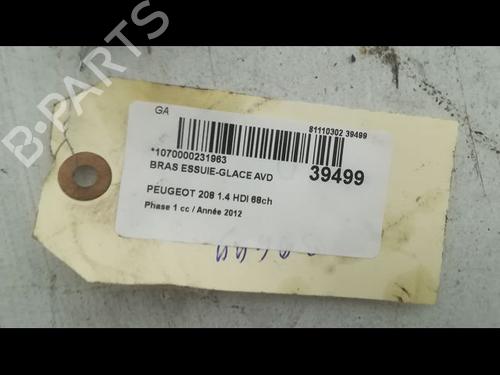 GA
81110302 39499
*1070000231963
BRAS ESSUIE-GLACE AVD
39499
PEUGEOT 208 1.4 HDI 68ch
Phase 1 cc / Année 2012
B-PARTS